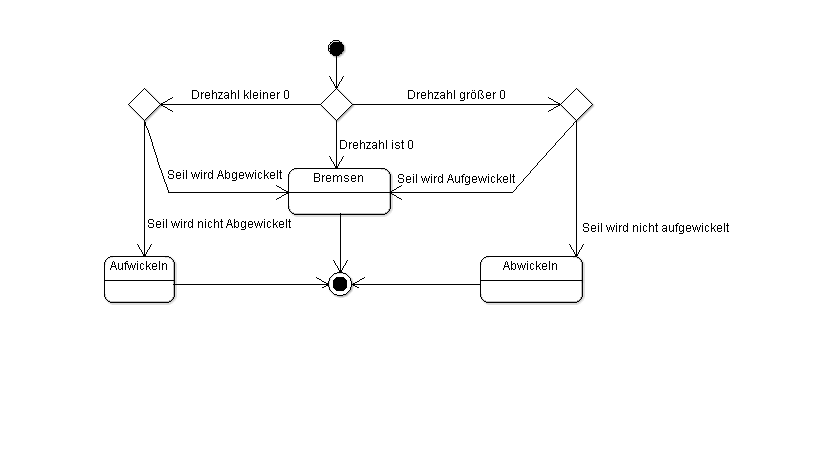 Drehzahl kleiner 0
Drehzahl größer 0
Drehzahl ist 0
Seil wird Abgewickelt
Bremsen
Seil wird Aufgewickelt
Seil wird nicht Abgewickelt
Seil wird nicht aufgewickelt
Aufwickeln
Abwickeln